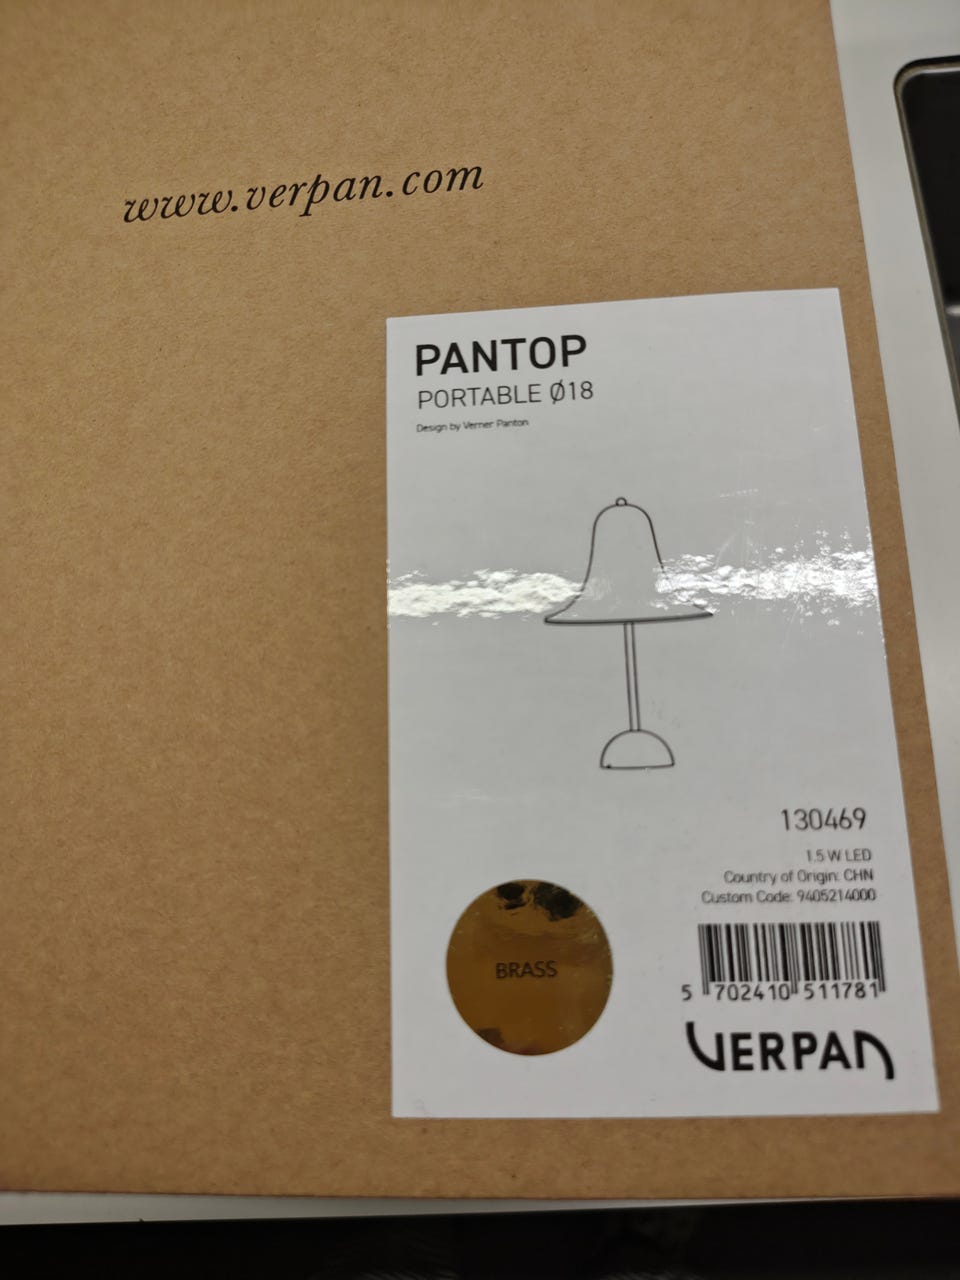 www.verpan.com
PANTOP
PORTABLE Ø18
Design by Verner Panton
130469
1.5 W LED
Country of Origin: CHN
Custom Code: 9405214000
BRASS
5 702410 511781
VERPAN